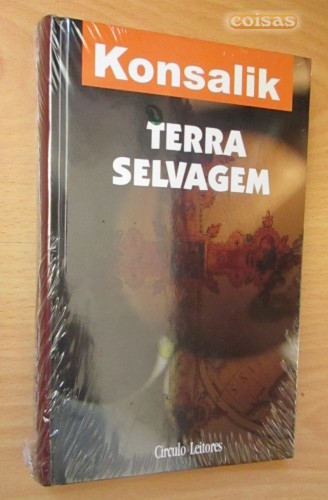 coisas
Konsalik
TERRA
SELVAGEM
Círculo Leitores